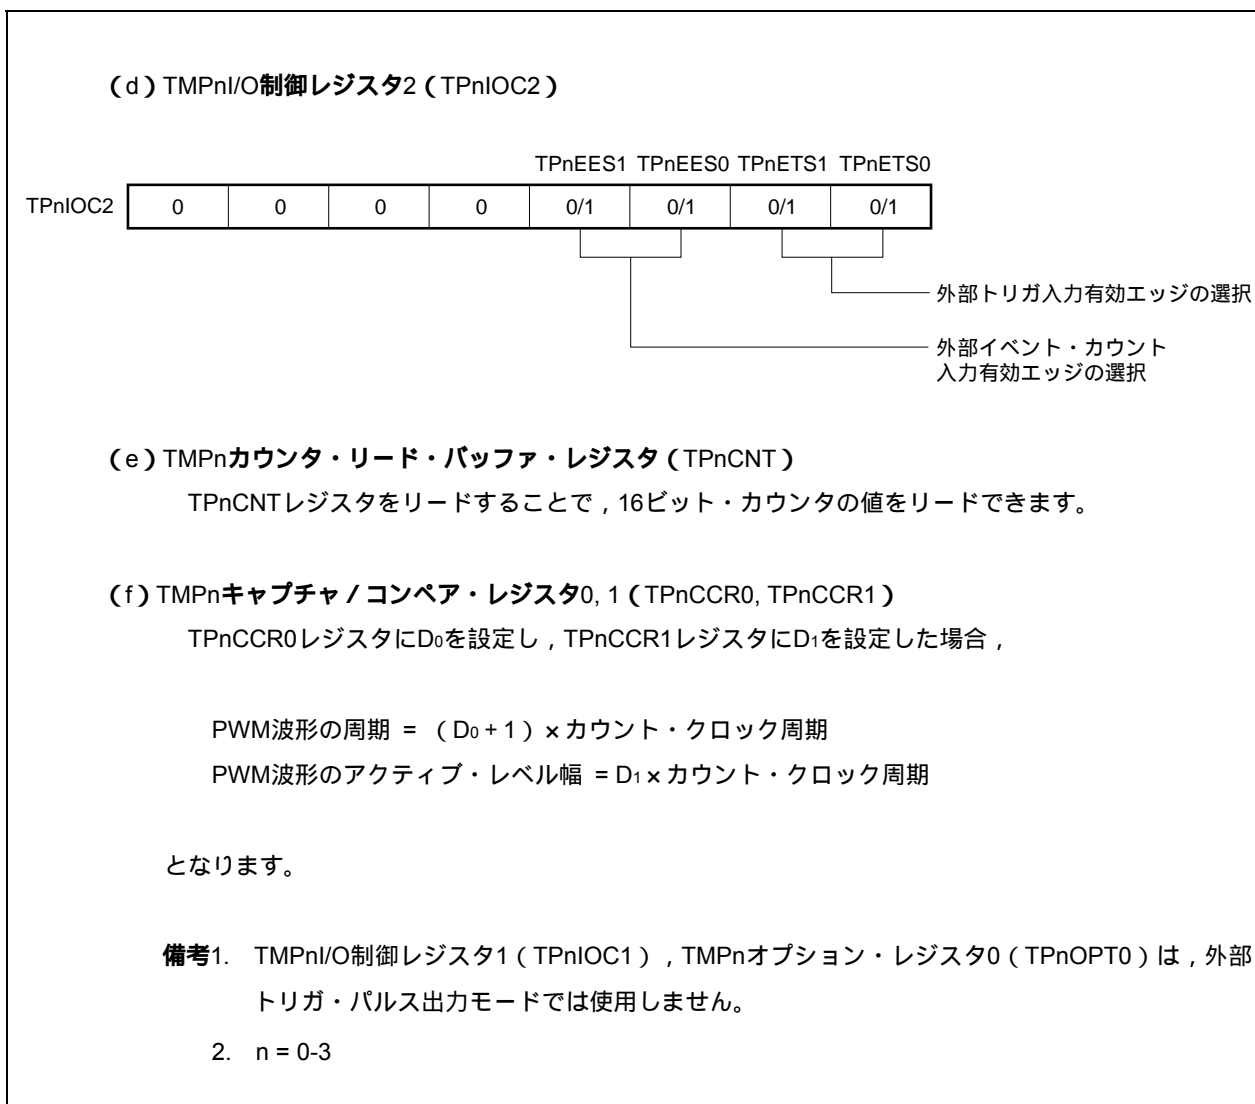 （d）TMPnI/O制御レジスタ2（TPnIOC2）
TPnEES1 TPnEES0 TPnETS1 TPnETS0
TPnIOC2 0 0 0 0 0/1 0/1 0/1 0/1
外部トリガ入力有効エッジの選択
外部イベント・カウント
入力有効エッジの選択
（e）TMPnカウンタ・リード・バッファ・レジスタ（TPnCNT）
TPnCNTレジスタをリードすることで，16ビット・カウンタの値をリードできます。
（f）TMPnキャプチャ／コンペア・レジスタ0, 1（TPnCCR0, TPnCCR1）
TPnCCR0レジスタにD₀を設定し，TPnCCR1レジスタにD₁を設定した場合，
PWM波形の周期 = （D₀ + 1）×カウント・クロック周期
PWM波形のアクティブ・レベル幅 = D₁×カウント・クロック周期
となります。
備考1. TMPnI/O制御レジスタ1（TPnIOC1），TMPnオプション・レジスタ0（TPnOPT0）は，外部
トリガ・パルス出力モードでは使用しません。
2. n = 0-3